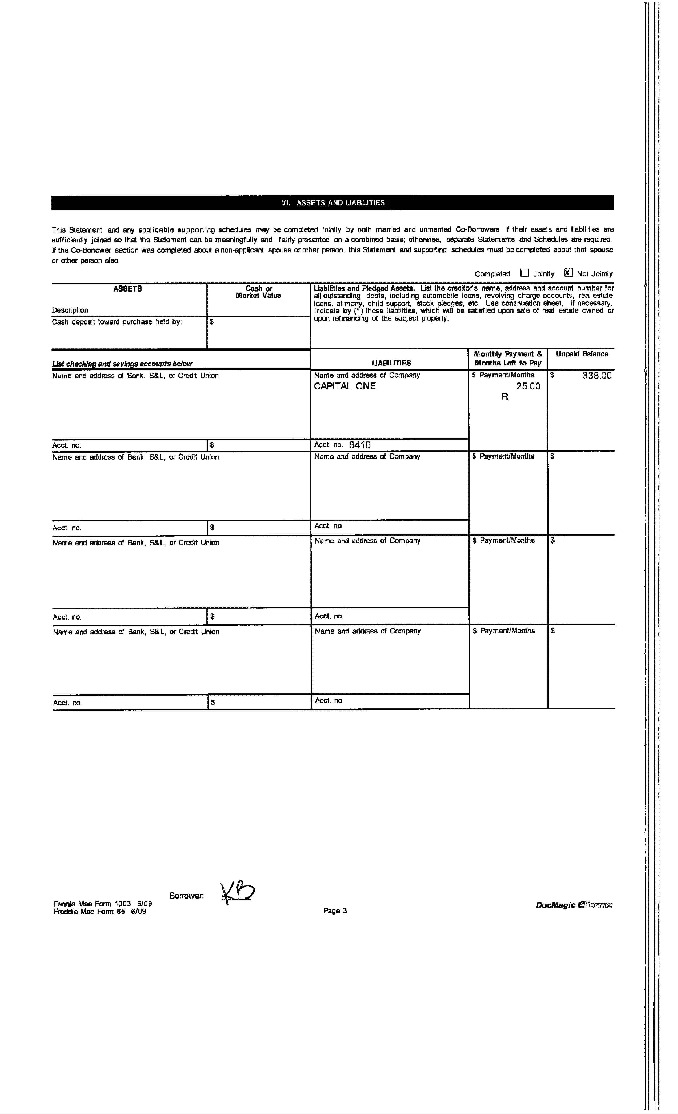 VI. ASSETS AND LIABILITIES
This Statement and any applicable supporting schedules may be completed jointly by both married and unmarried Co-Borrowers if their assets and liabilities are
sufficiently joined so that the Statement can be meaningfully and fairly presented on a combined basis; otherwise, separate Statements and Schedules are required.
If the Co-Borrower section was completed about a non-applicant spouse or other person, this Statement and supporting schedules must be completed about that spouse
or other person also.
Completed Jointly X Not Jointly
ASSETS
Cash or
Market Value
Description
Cash deposit toward purchase held by:
$
Liabilities and Pledged Assets. List the creditor's name, address and account number for
all outstanding debts, including automobile loans, revolving charge accounts, real estate
loans, alimony, child support, stock pledges, etc. Use continuation sheet, if necessary.
Indicate by (*) those liabilities, which will be satisfied upon sale of real estate owned or
upon refinancing of the subject property.
List checking and savings accounts below
LIABILITIES
Monthly Payment &
Months Left to Pay
Unpaid Balance
Name and address of Bank, S&L, or Credit Union
Name and address of Company
$ Payment/Months
$ 338.00
CAPITAL ONE
25.00
R
Acct. no.
$
Acct. no.
Name and address of Bank, S&L, or Credit Union
Name and address of Company
$ Payment/Months
$
Acct. no.
$
Acct. no.
Name and address of Bank, S&L, or Credit Union
Name and address of Company
$ Payment/Months
$
Acct. no.
$
Acct. no.
Name and address of Bank, S&L, or Credit Union
Name and address of Company
$ Payment/Months
$
Acct. no.
$
Acct. no.
Borrower:
Fannie Mae Form 1003 6/09
Freddie Mac Form 65 6/09
Page 3
DocMagic